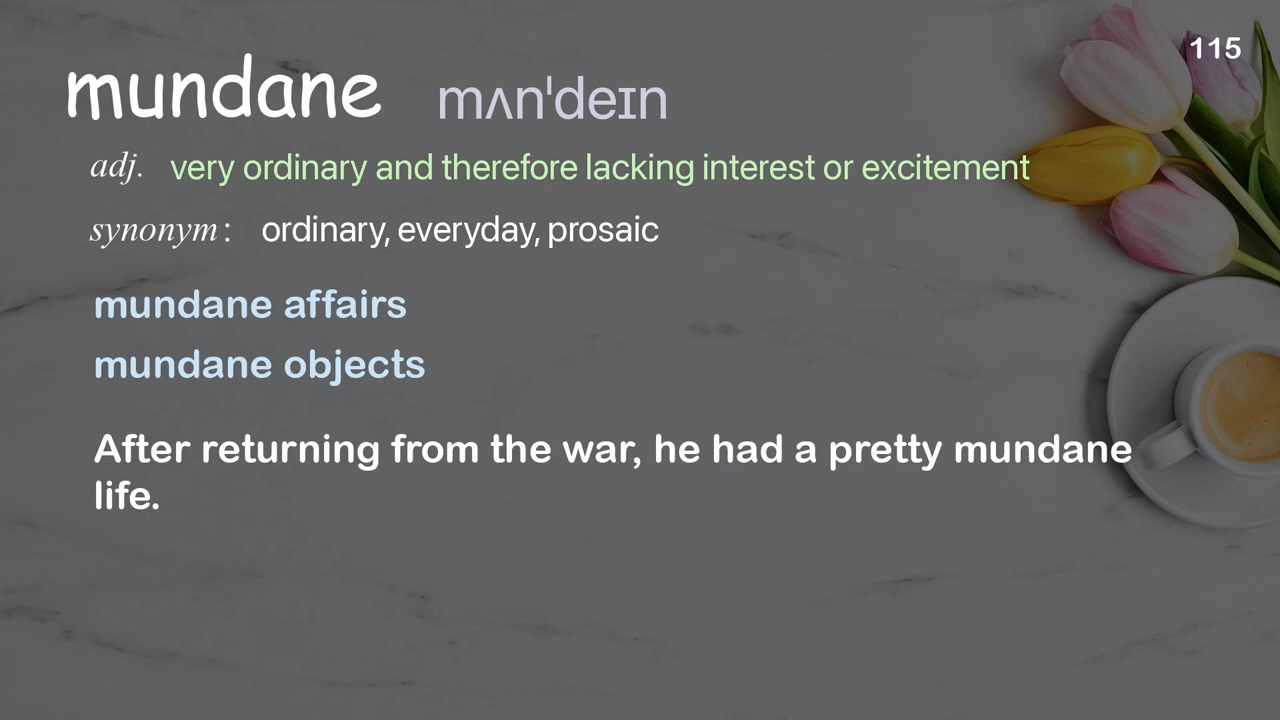 115
mundane mʌnˈdeɪn
adj. very ordinary and therefore lacking interest or excitement
synonym: ordinary, everyday, prosaic
mundane affairs
mundane objects
After returning from the war, he had a pretty mundane
life.